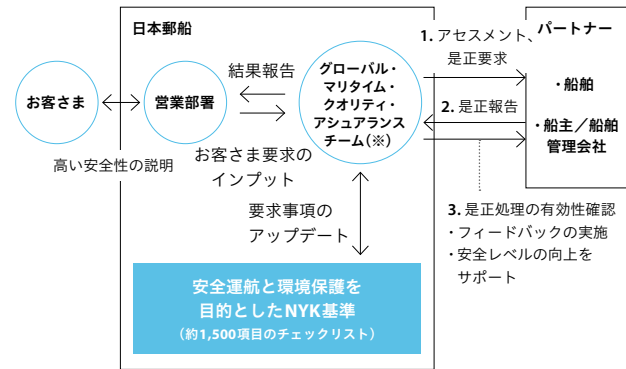 日本郵船
お客さま
営業部署
高い安全性の説明
結果報告
お客さま要求の
インプット
グローバル・
マリタイム・
クオリティ・
アシュアランス
チーム(※)
要求事項の
アップデート
安全運航と環境保護を
目的としたNYK基準
(約1,500項目のチェックリスト)
1. アセスメント、
是正要求
2. 是正報告
3. 是正処理の有効性確認
・フィードバックの実施
・安全レベルの向上を
サポート
パートナー
・船舶
・船主/船舶
管理会社